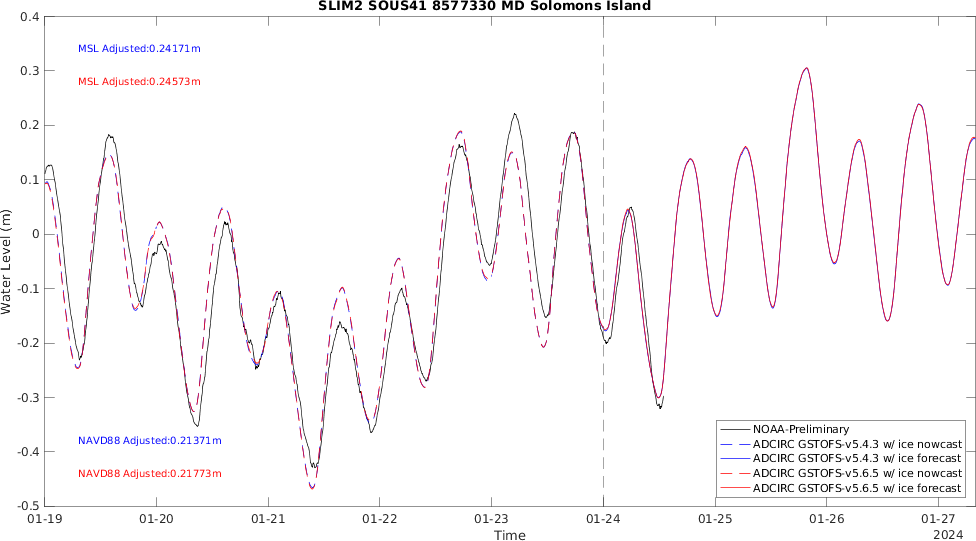 SLIM2 SOUS41 8577330 MD Solomons Island
0.4
0.3
0.2
0.1
0
-0.1
-0.2
-0.3
-0.4
-0.5
Water Level (m)
MSL Adjusted:0.24171m
MSL Adjusted:0.24573m
NAVD88 Adjusted:0.21371m
NAVD88 Adjusted:0.21773m
NOAA-Preliminary
ADCIRC GSTOFS-v5.4.3 w/ ice nowcast
ADCIRC GSTOFS-v5.4.3 w/ ice forecast
ADCIRC GSTOFS-v5.6.5 w/ ice nowcast
ADCIRC GSTOFS-v5.6.5 w/ ice forecast
01-19 01-20 01-21 01-22 01-23 01-24 01-25 01-26 01-27
Time
2024